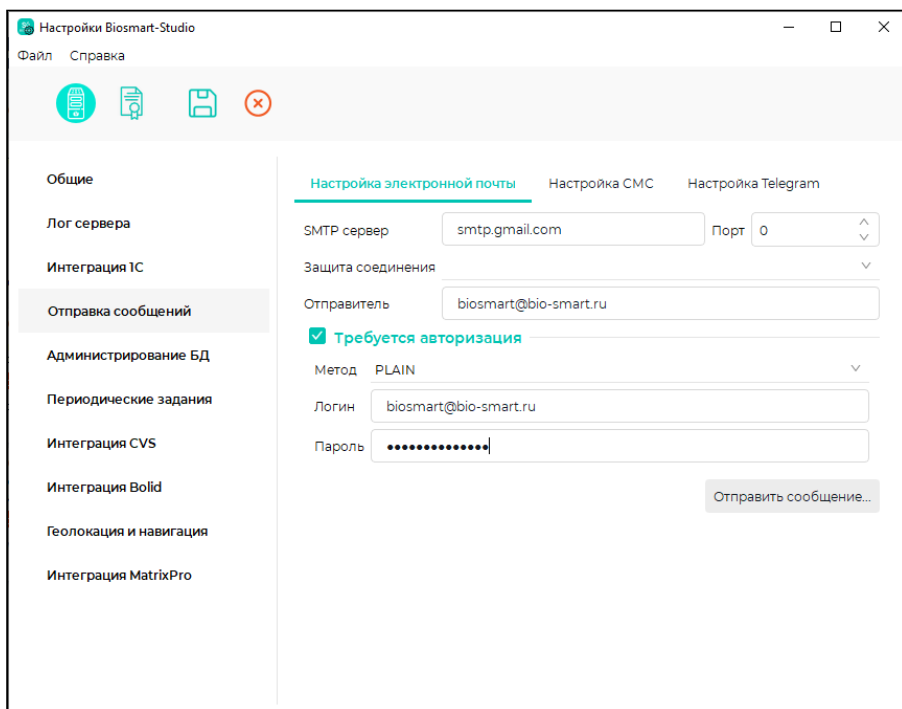 Настройки Biosmart-Studio
Файл Справка
Общие
Лог сервера
Интеграция 1С
Отправка сообщений
Администрирование БД
Периодические задания
Интеграция CVS
Интеграция Bolid
Геолокация и навигация
Интеграция MatrixPro
Настройка электронной почты Настройка СМС Настройка Telegram
SMTP сервер smtp.gmail.com Порт 0
Защита соединения
Отправитель biosmart@bio-smart.ru
Требуется авторизация
Метод PLAIN
Логин biosmart@bio-smart.ru
Пароль ••••••••••••••
Отправить сообщение...